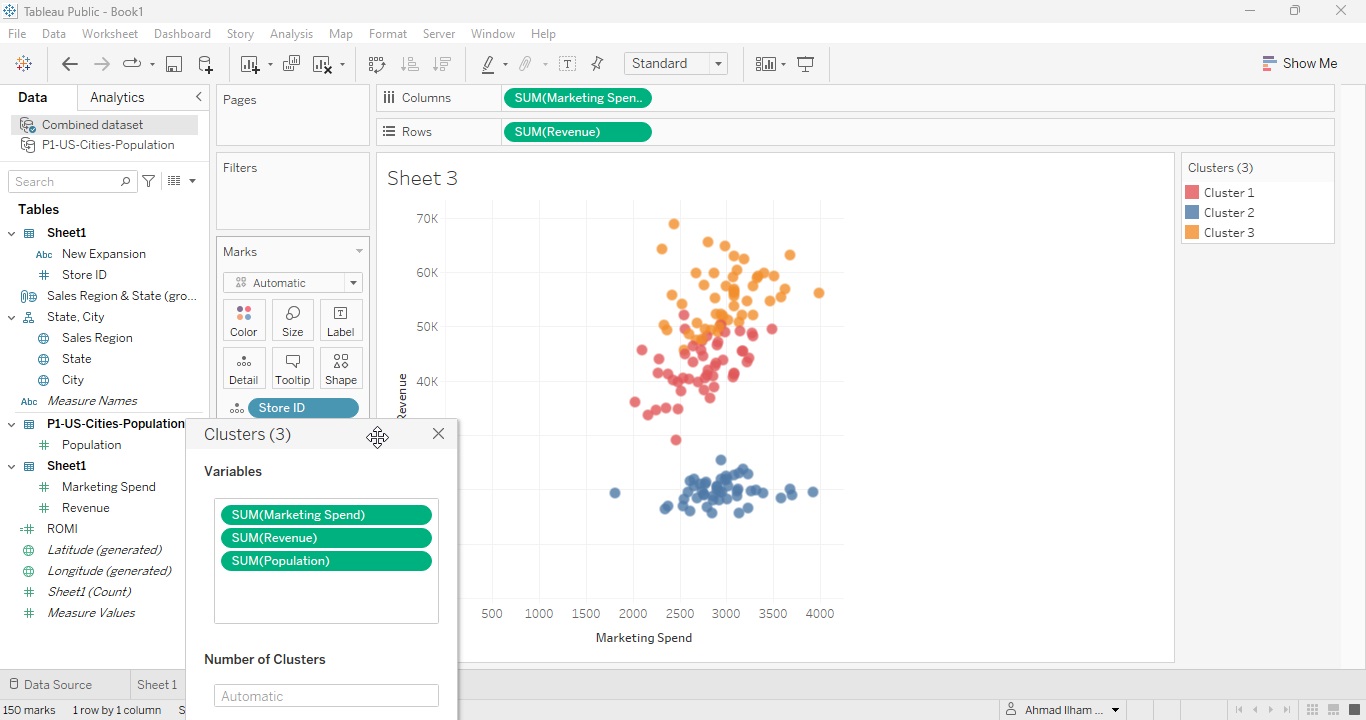 Tableau Public - Book1
File Data Worksheet Dashboard Story Analysis Map Format Server Window Help
Standard
Show Me
Data Analytics
Combined dataset
P1-US-Cities-Population
Search
Tables
Sheet1
Abc New Expansion
# Store ID
Sales Region & State (gro...
State, City
Sales Region
State
City
Abc Measure Names
P1-US-Cities-Population
# Population
Sheet1
# Marketing Spend
# Revenue
=# ROMI
Latitude (generated)
Longitude (generated)
# Sheet1 (Count)
# Measure Values
Pages
Filters
Marks
Automatic
Color Size Label
Detail Tooltip Shape
Store ID
Columns SUM(Marketing Spen..
Rows SUM(Revenue)
Sheet 3
70K
60K
50K
40K
Revenue
500 1000 1500 2000 2500 3000 3500 4000
Marketing Spend
Clusters (3)
Cluster 1
Cluster 2
Cluster 3
Clusters (3)
Variables
SUM(Marketing Spend)
SUM(Revenue)
SUM(Population)
Number of Clusters
Automatic
Data Source Sheet 1
150 marks 1 row by 1 column S
Ahmad Ilham ...